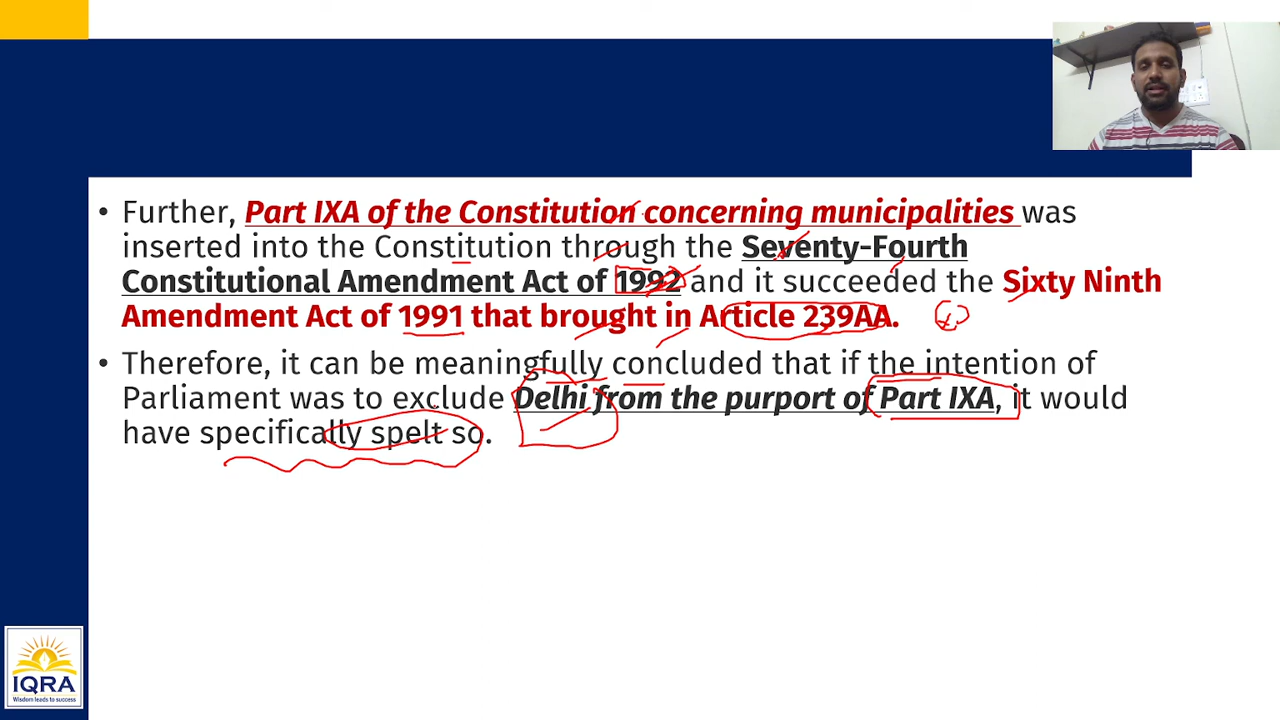 • Further, Part IXA of the Constitution concerning municipalities was
inserted into the Constitution through the Seventy-Fourth
Constitutional Amendment Act of 1992 and it succeeded the Sixty Ninth
Amendment Act of 1991 that brought in Article 239AA.
• Therefore, it can be meaningfully concluded that if the intention of
Parliament was to exclude Delhi from the purport of Part IXA, it would
have specifically spelt so.
IQRA
Wisdom leads to success